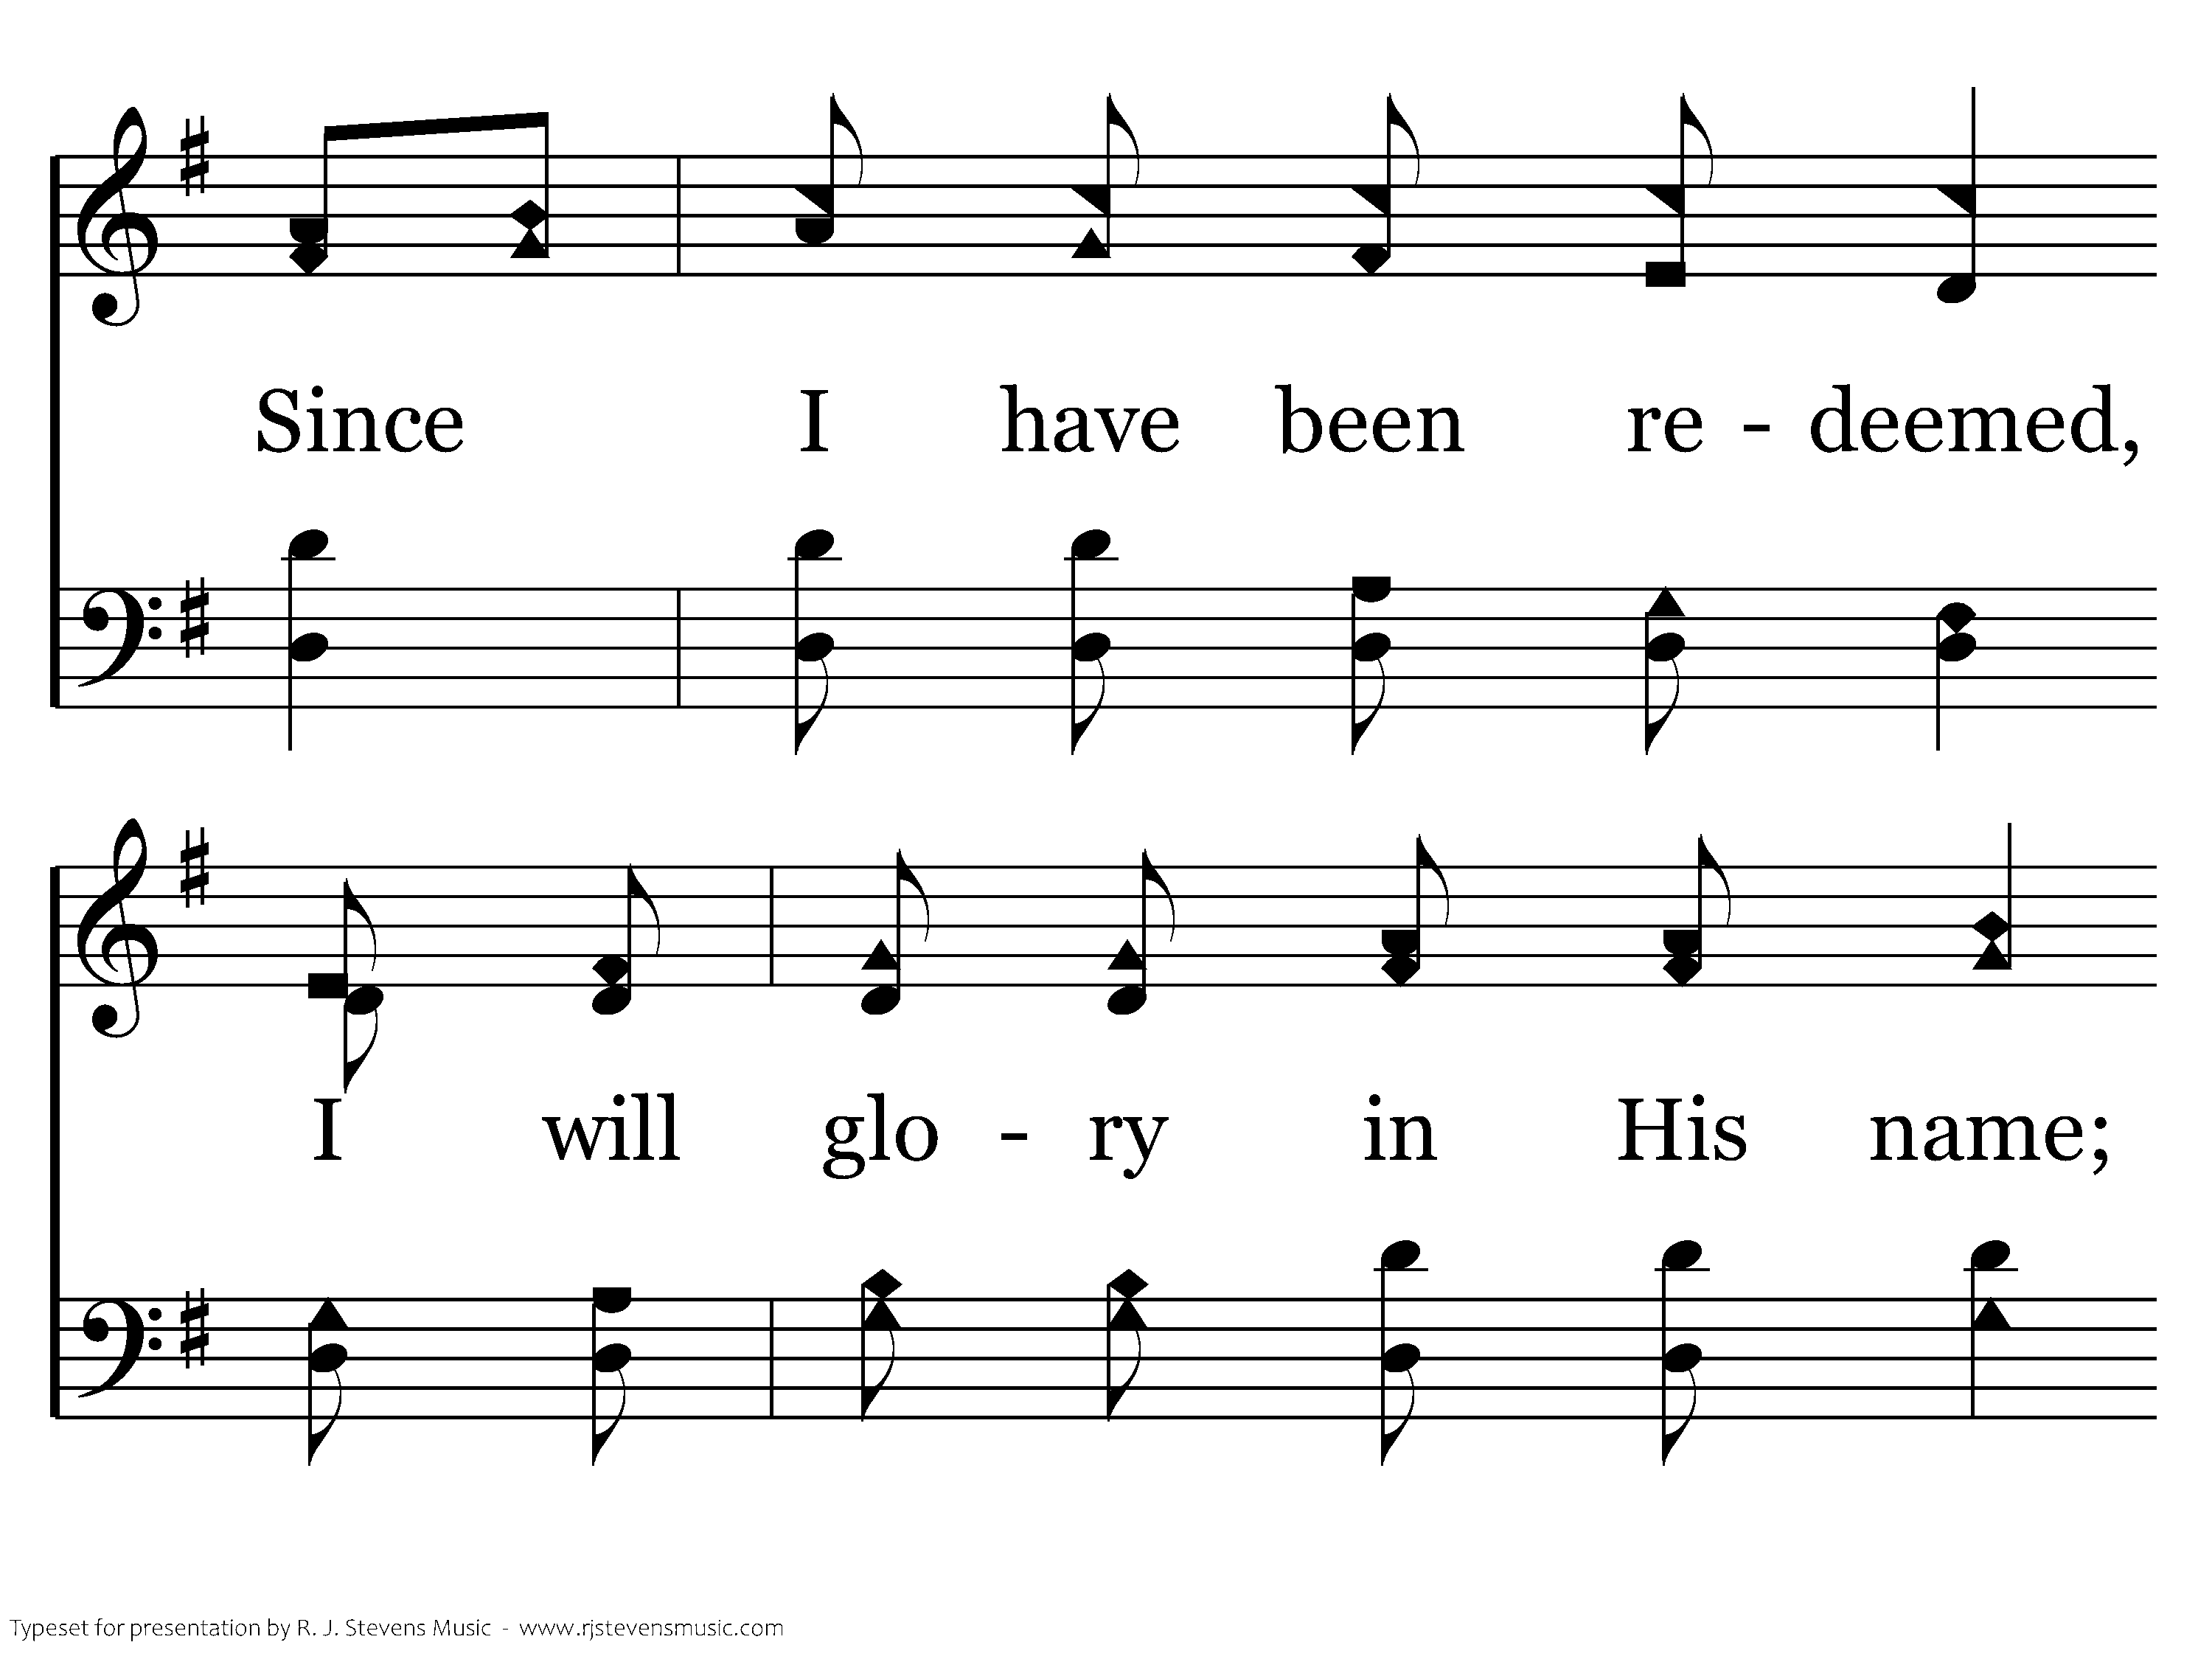 Since I have been re - deemed,
I will glo - ry in His name;
Typeset for presentation by R. J. Stevens Music - www.rjstevensmusic.com